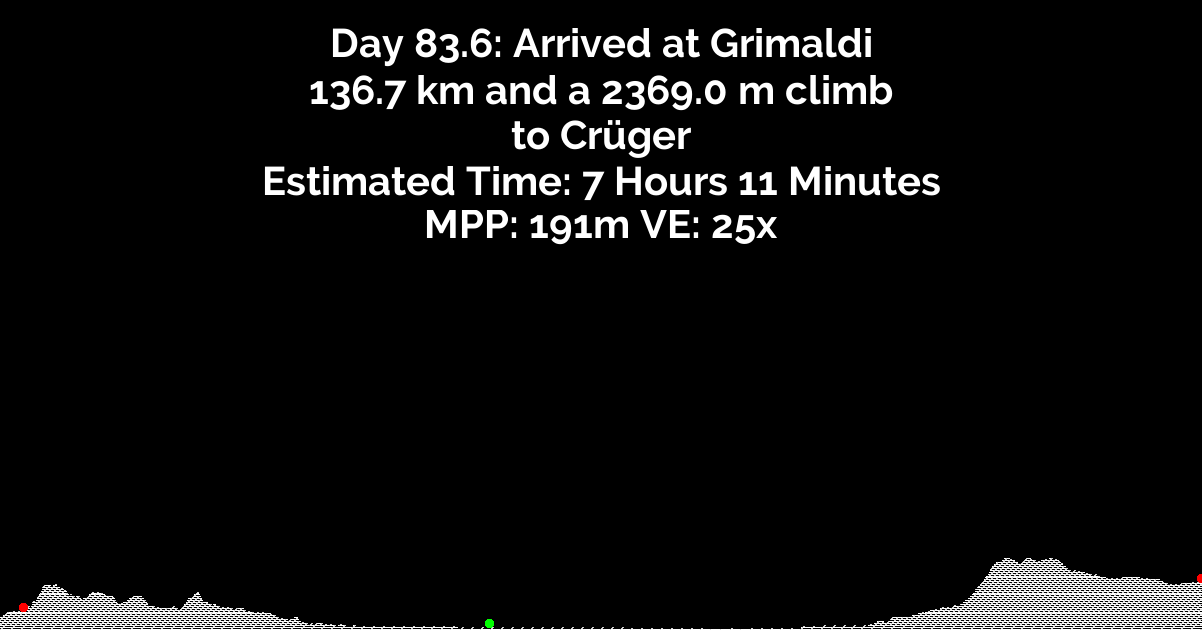 Day 83.6: Arrived at Grimaldi
136.7 km and a 2369.0 m climb
to Crüger
Estimated Time: 7 Hours 11 Minutes
MPP: 191m VE: 25x